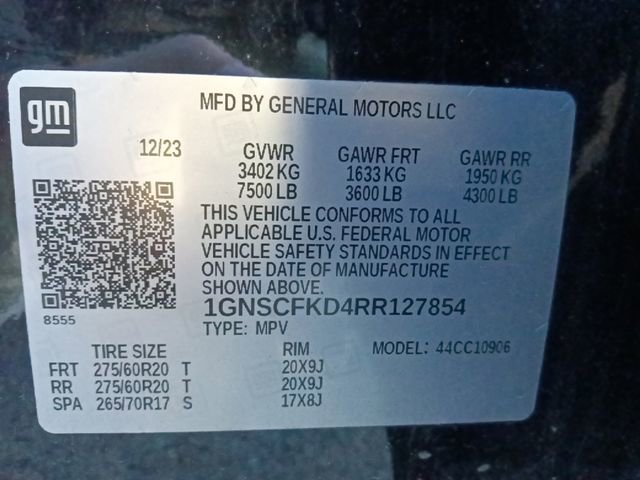 gm
MFD BY GENERAL MOTORS LLC
12/23 GVWR GAWR FRT GAWR RR
3402 KG 1633 KG 1950 KG
7500 LB 3600 LB 4300 LB
THIS VEHICLE CONFORMS TO ALL
APPLICABLE U.S. FEDERAL MOTOR
VEHICLE SAFETY STANDARDS IN EFFECT
ON THE DATE OF MANUFACTURE
SHOWN ABOVE.
8555
1GNSCFKD4RR127854
TYPE: MPV
TIRE SIZE RIM MODEL: 44CC10906
FRT 275/60R20 T 20X9J
RR 275/60R20 T 20X9J
SPA 265/70R17 S 17X8J